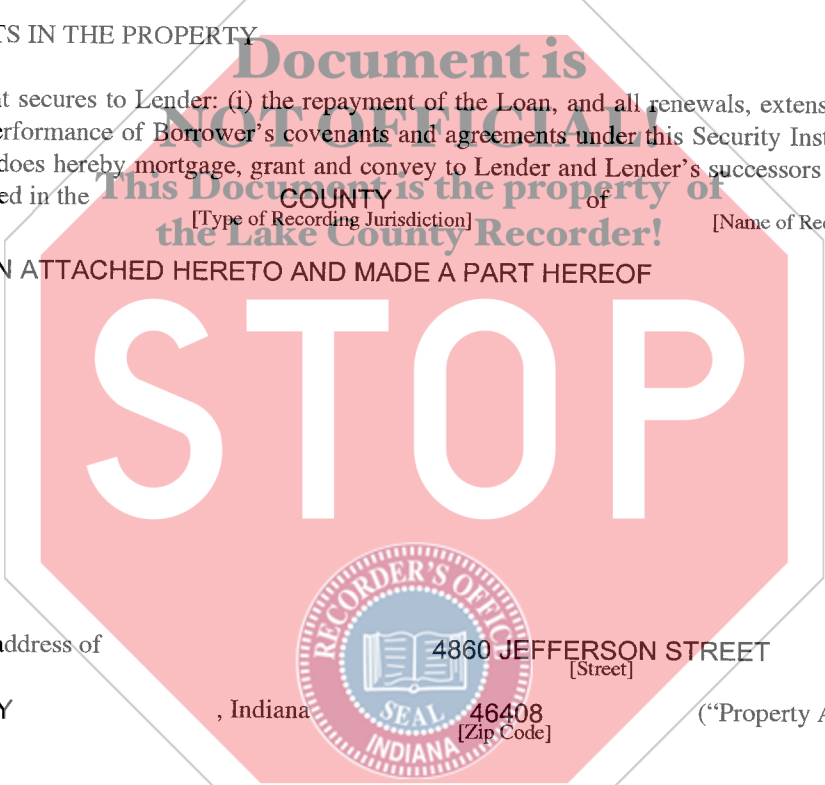 TS IN THE PROPERTY
Document is
t secures to Lender: (i) the repayment of the Loan, and all renewals, extens
NOT OFFICIAL!
erformance of Borrower's covenants and agreements under this Security Inst
does hereby mortgage, grant and convey to Lender and Lender's successors
ed in the COUNTY of
This Document is the property of
[Type of Recording Jurisdiction] [Name of Rec
the Lake County Recorder!
N ATTACHED HERETO AND MADE A PART HEREOF
STOP
RECORDER'S OFFIC
address of 4860 JEFFERSON STREET
[Street]
Y , Indiana 46408 ("Property A
SEAL
[Zip Code]
INDIANA